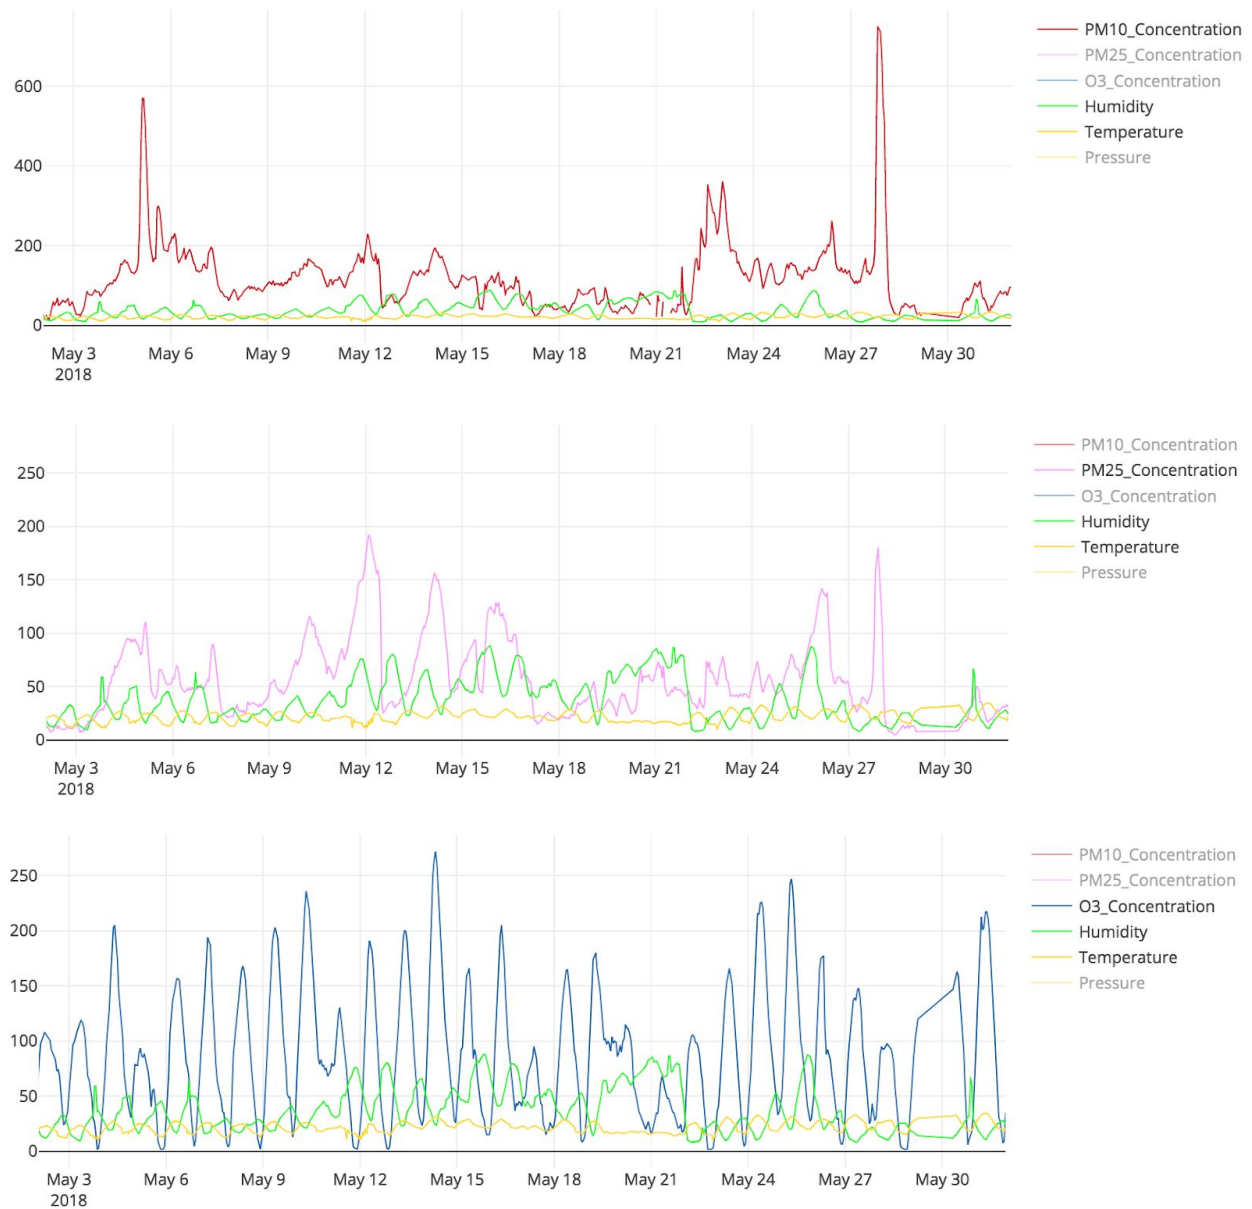 PM10_Concentration
PM25_Concentration
O3_Concentration
Humidity
Temperature
Pressure
600
400
200
0
May 3 May 6 May 9 May 12 May 15 May 18 May 21 May 24 May 27 May 30
2018
PM10_Concentration
PM25_Concentration
O3_Concentration
Humidity
Temperature
Pressure
250
200
150
100
50
0
May 3 May 6 May 9 May 12 May 15 May 18 May 21 May 24 May 27 May 30
2018
PM10_Concentration
PM25_Concentration
O3_Concentration
Humidity
Temperature
Pressure
250
200
150
100
50
0
May 3 May 6 May 9 May 12 May 15 May 18 May 21 May 24 May 27 May 30
2018